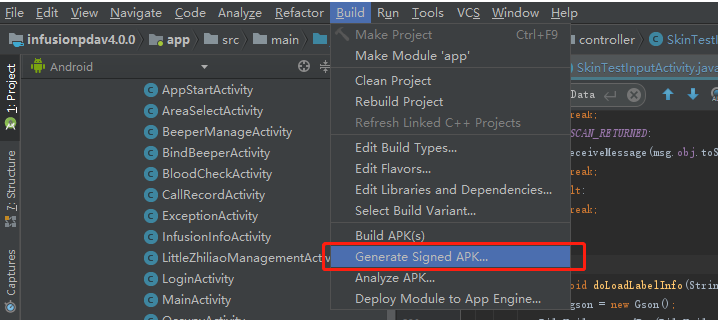 File Edit View Navigate Code Analyze Refactor Build Run Tools VCS Window Help
infusionpdav4.0.0 app src main controller SkinTest
Android
1: Project
7: Structure
Captures
AppStartActivity
AreaSelectActivity
BeeperManageActivity
BindBeeperActivity
BloodCheckActivity
CallRecordActivity
ExceptionActivity
InfusionInfoActivity
LittleZhiliaoManagementActiv
LoginActivity
MainActivity
Make Project Ctrl+F9
Make Module 'app'
Clean Project
Rebuild Project
Refresh Linked C++ Projects
Edit Build Types...
Edit Flavors...
Edit Libraries and Dependencies...
Select Build Variant...
Build APK(s)
Generate Signed APK...
Analyze APK...
Deploy Module to App Engine...
SkinTestInputActivity.java
Data
reak;
SCAN_RETURNED:
eceiveMessage(msg.obj.toS
reak;
lt:
reak;
oid doLoadLabelInfo(Strin
gson = new Gson();